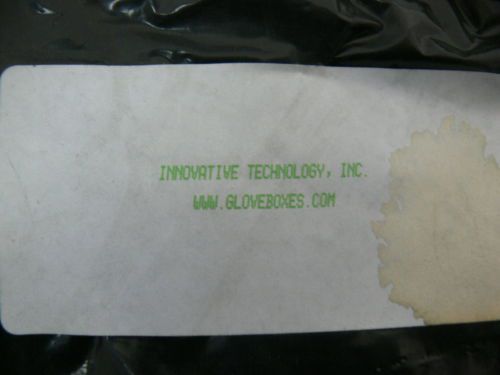 INNOVATIVE TECHNOLOGY, INC.
WWW.GLOVEBOXES.COM